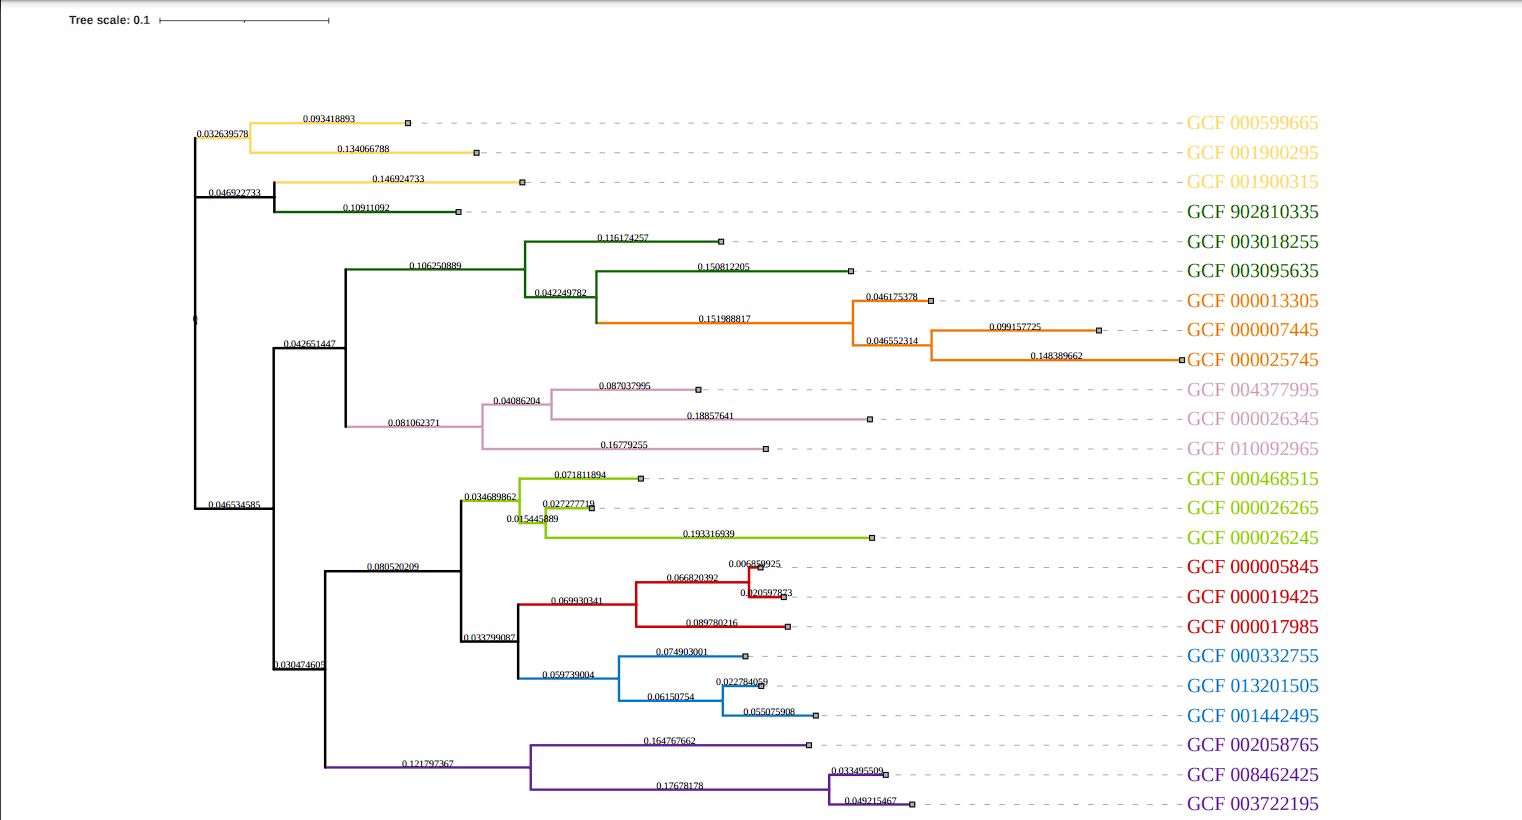 Tree scale: 0.1
0.093418893
GCF 000599665
0.032639578
0.134066788
GCF 001900295
0.146924733
GCF 001900315
0.046922733
0.10911092
GCF 902810335
0.116174257
GCF 003018255
0.106250889
0.150812205
GCF 003095635
0.042249782
0.046175378
GCF 000013305
0
0.151988817
0.099157725
GCF 000007445
0.042651447
0.046552314
0.148389662
GCF 000025745
0.087037995
GCF 004377995
0.04086204
0.18857641
GCF 000026345
0.081062371
0.16779255
GCF 010092965
0.071811894
GCF 000468515
0.034689862
0.046534585
0.027277719
GCF 000026265
0.015445889
0.193316939
GCF 000026245
0.080520209
0.006859925
GCF 000005845
0.066820392
0.020597873
GCF 000019425
0.069930341
0.089780216
GCF 000017985
0.033799087
0.074903001
GCF 000332755
0.030474605
0.059739004
0.022784059
GCF 013201505
0.06150754
0.055075908
GCF 001442495
0.164767662
GCF 002058765
0.121797367
0.033495509
GCF 008462425
0.17678178
0.049215467
GCF 003722195